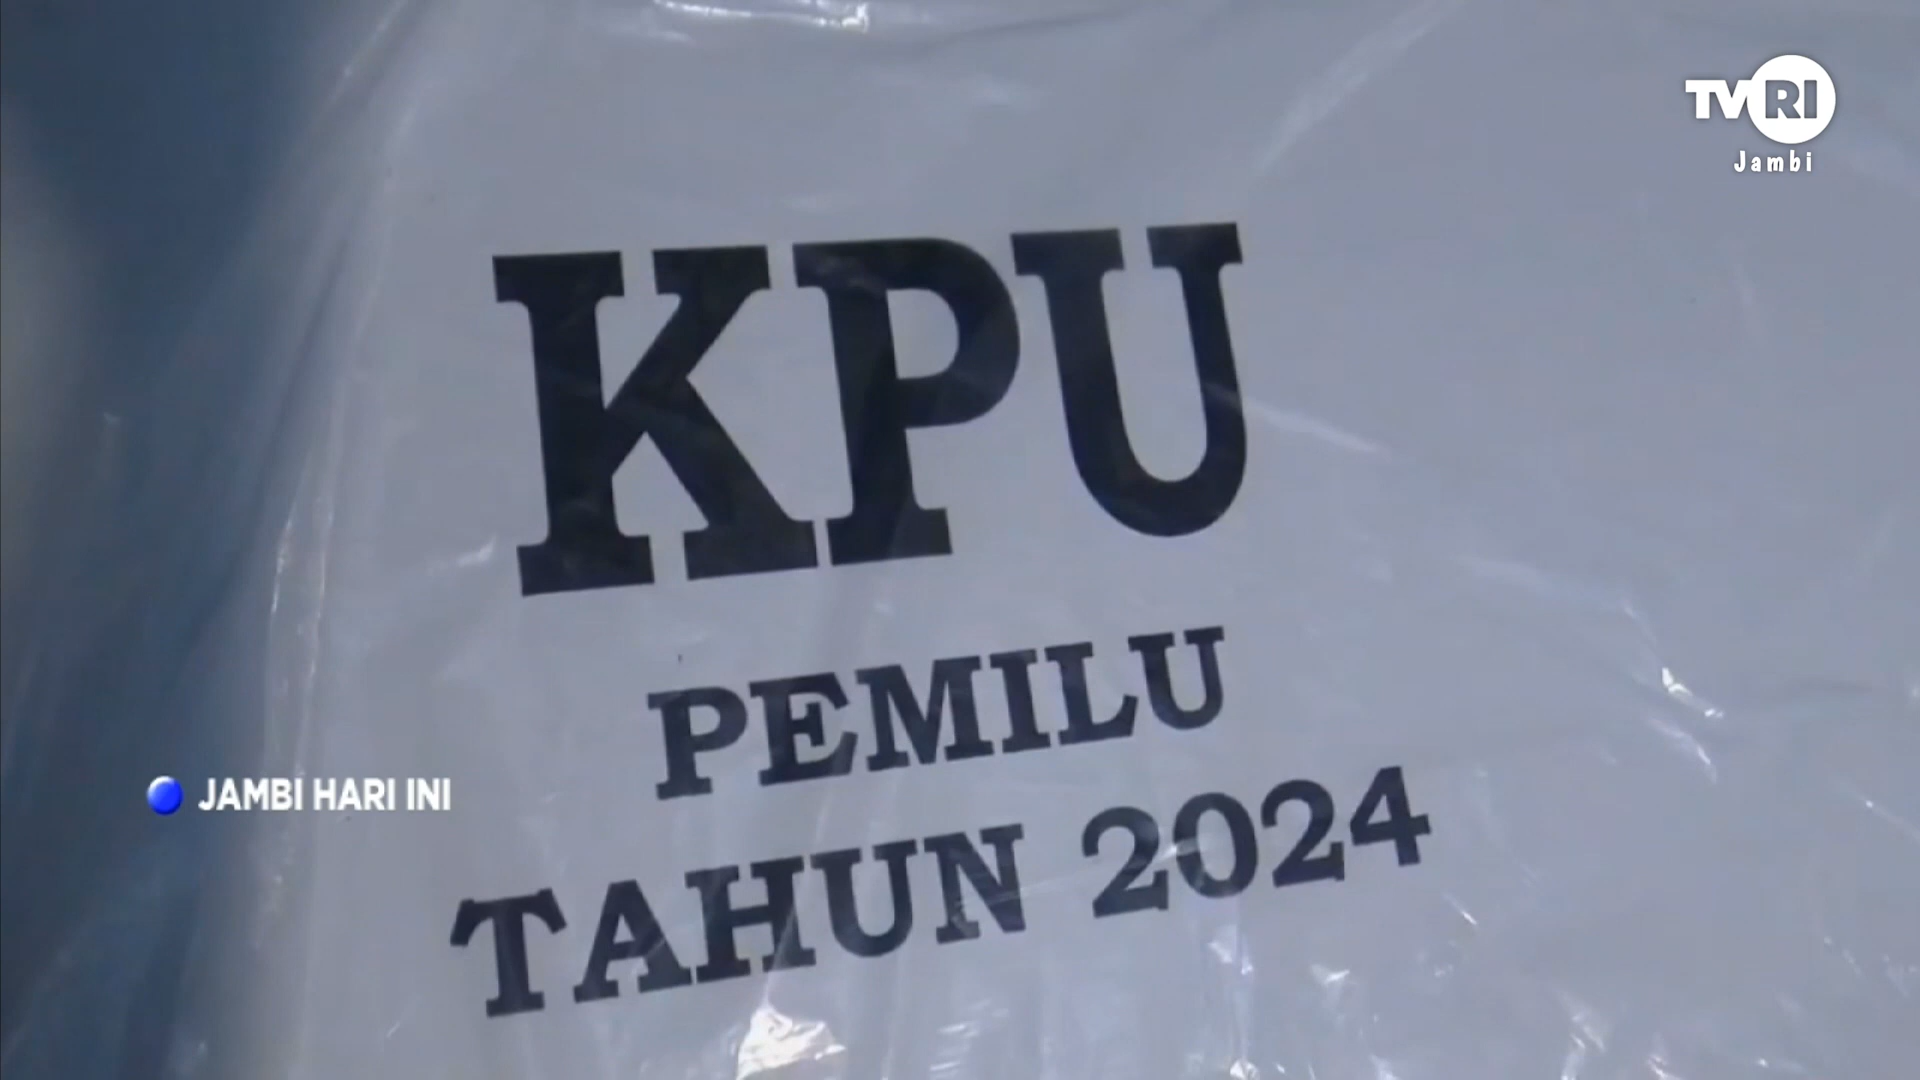 TVRI
Jambi
KPU
PEMILU
TAHUN 2024
JAMBI HARI INI